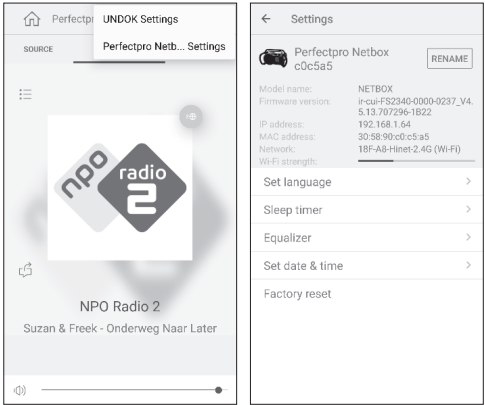 Perfectp
UNDOK Settings
Perfectpro Netb... Settings
SOURCE
npo radio 2
NPO Radio 2
Suzan & Freek - Onderweg Naar Later
Settings
Perfectpro Netbox
c0c5a5
RENAME
Model name: NETBOX
Firmware version: ir-cui-FS2340-0000-0237_V4.
5.13.707296-1B22
IP address: 192.168.1.64
MAC address: 30:58:90:c0:c5:a5
Network: 18F-A8-Hinet-2.4G (Wi-Fi)
Wi-Fi strength:
Set language
Sleep timer
Equalizer
Set date & time
Factory reset